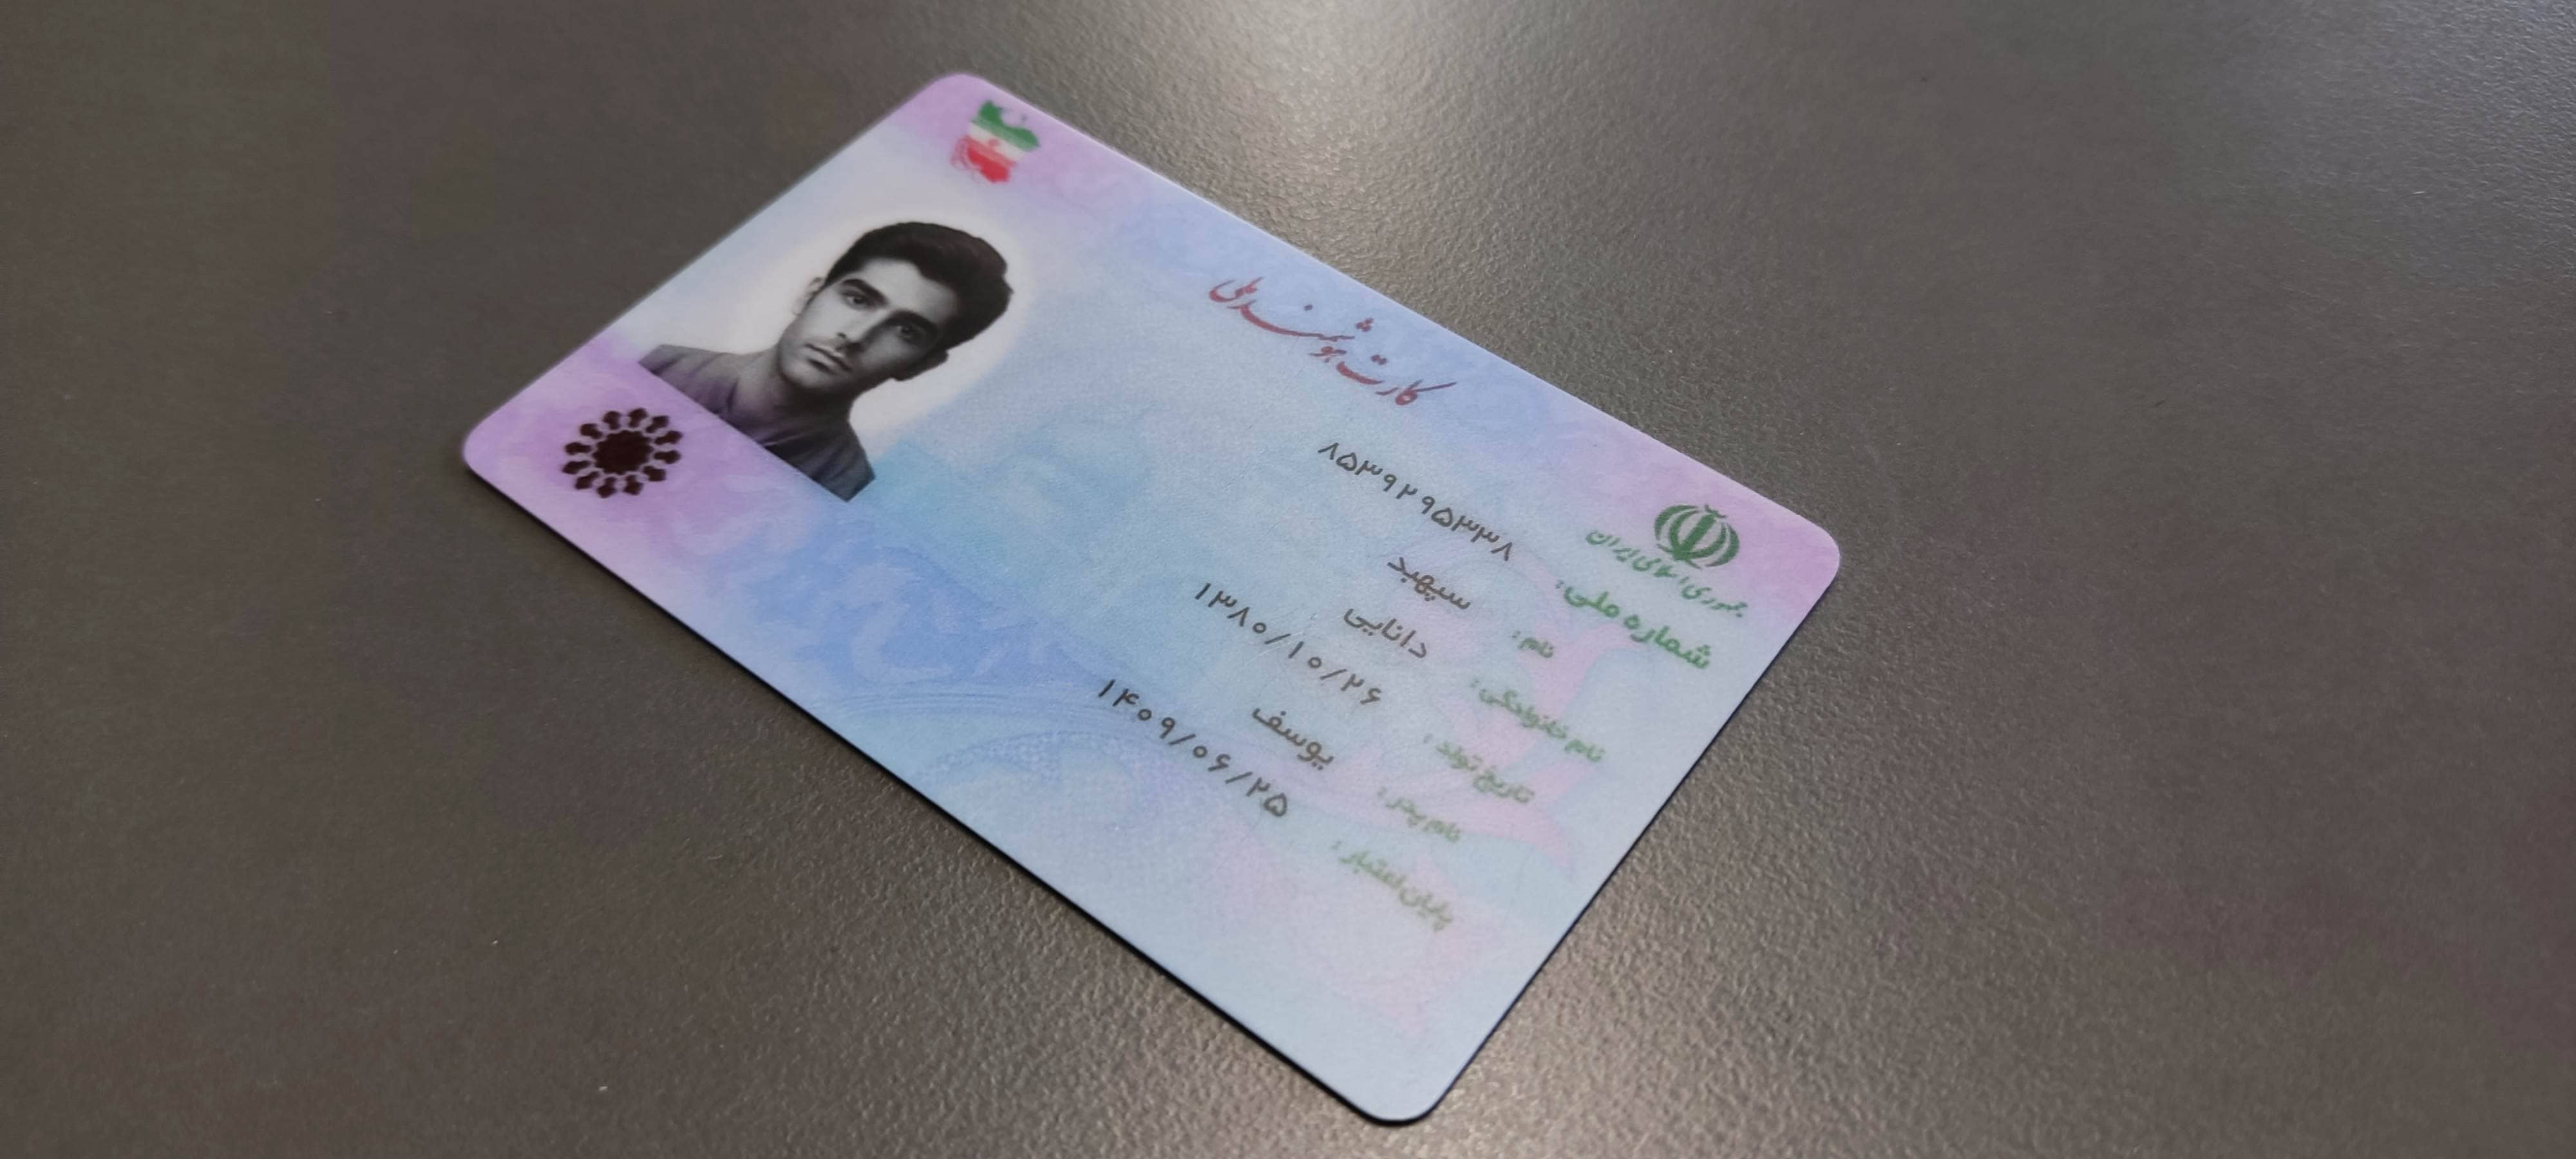 کارت هوشمند ملی
جمهوری اسلامی ایران
شماره ملی: ۸۵۳۹۲۹۵۳۳۸
نام: سپهبد
نام خانوادگی: دانایی
تاریخ تولد: ۱۳۸۰/۱۰/۲۶
نام پدر: یوسف
پایان اعتبار: ۱۴۰۹/۰۶/۲۵